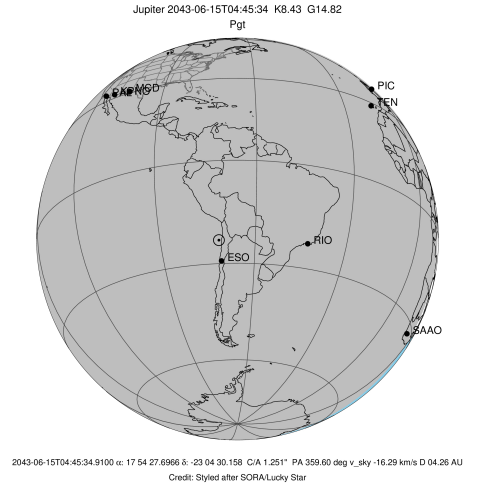 Jupiter 2043-06-15T04:45:34 K8.43 G14.82
Pgt
MCD
PIC
TEN
RIO
ESO
SAAO
2043-06-15T04:45:34.9100 α: 17 54 27.6966 δ: -23 04 30.158 C/A 1.251" PA 359.60 deg v_sky -16.29 km/s D 04.26 AU
Credit: Styled after SORA/Lucky Star